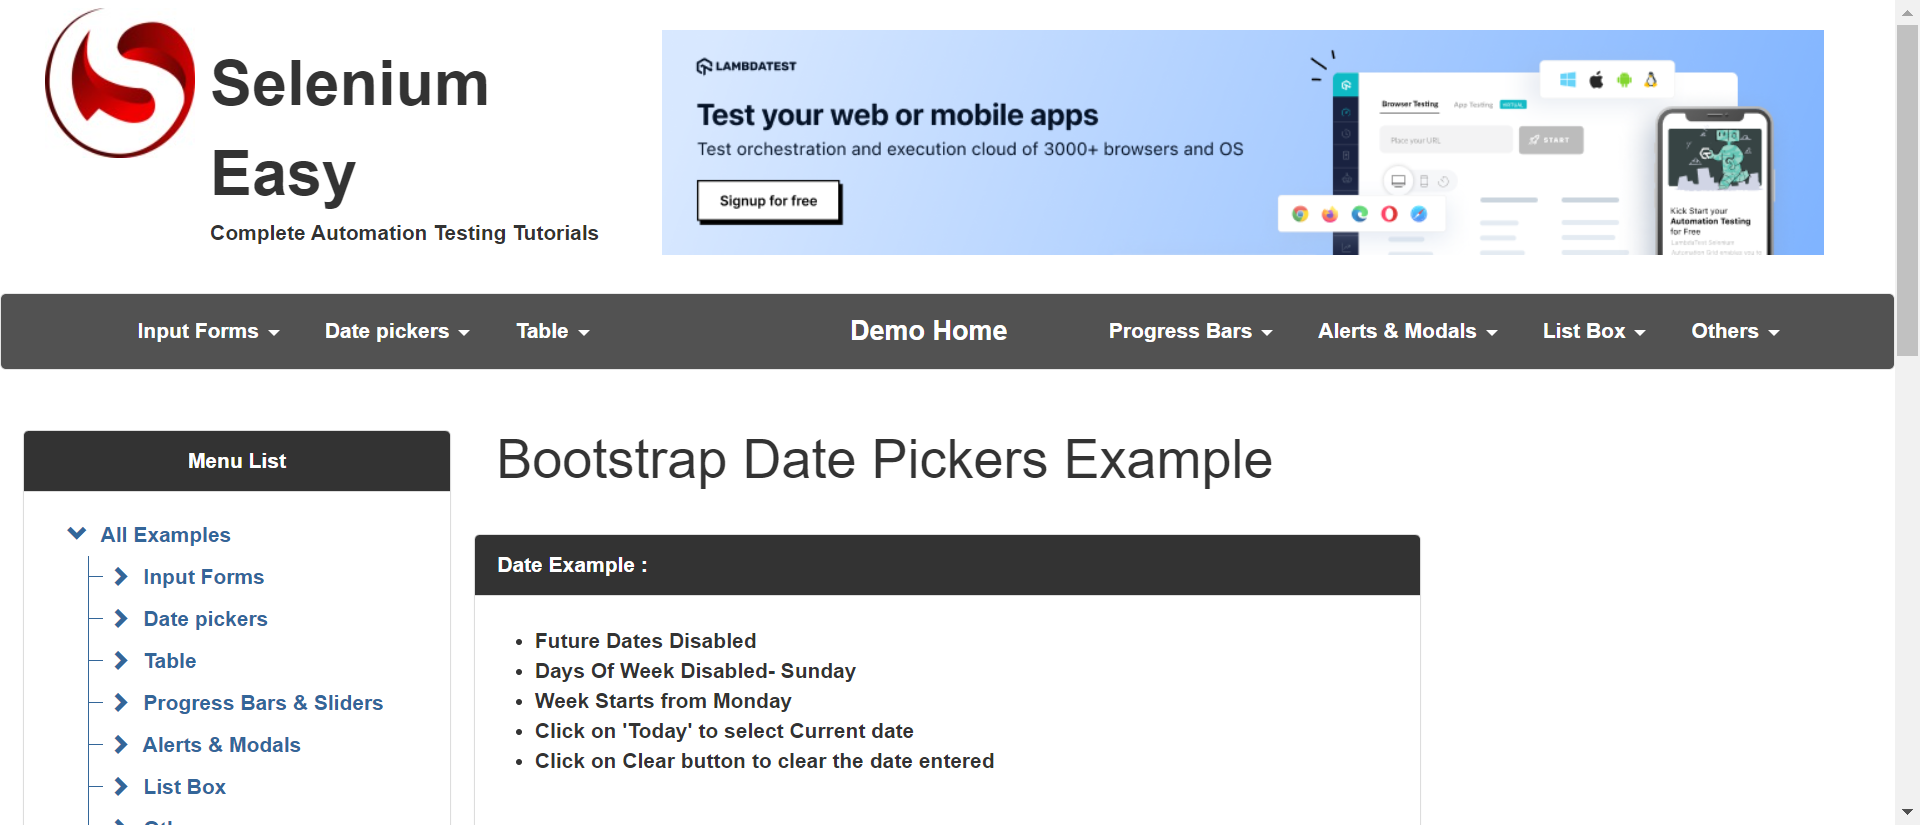 Selenium
Easy
Complete Automation Testing Tutorials
LAMBDATEST
Test your web or mobile apps
Test orchestration and execution cloud of 3000+ browsers and OS
Signup for free
Browser Testing App Testing VIRTUAL
Place your URL
START
Kick Start your
Automation Testing
for Free
LambdaTest Selenium
Input Forms
Date pickers
Table
Demo Home
Progress Bars
Alerts & Modals
List Box
Others
Menu List
All Examples
Input Forms
Date pickers
Table
Progress Bars & Sliders
Alerts & Modals
List Box
Bootstrap Date Pickers Example
Date Example :
Future Dates Disabled
Days Of Week Disabled- Sunday
Week Starts from Monday
Click on 'Today' to select Current date
Click on Clear button to clear the date entered